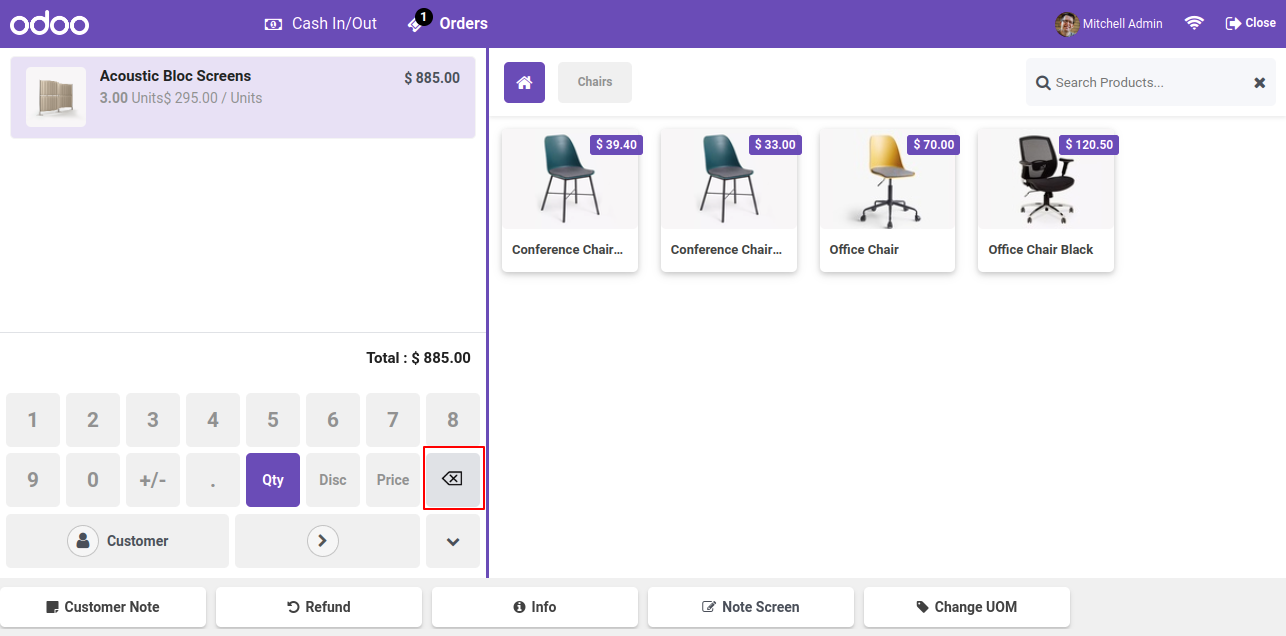 odoo
Cash In/Out
1
Orders
Mitchell Admin
Close
Acoustic Bloc Screens
$ 885.00
3.00 Units$ 295.00 / Units
Total : $ 885.00
1 2 3 4 5 6 7 8
9 0 +/- . Qty Disc Price
Customer
Chairs
Search Products...
$ 39.40
Conference Chair...
$ 33.00
Conference Chair...
$ 70.00
Office Chair
$ 120.50
Office Chair Black
Customer Note
Refund
Info
Note Screen
Change UOM